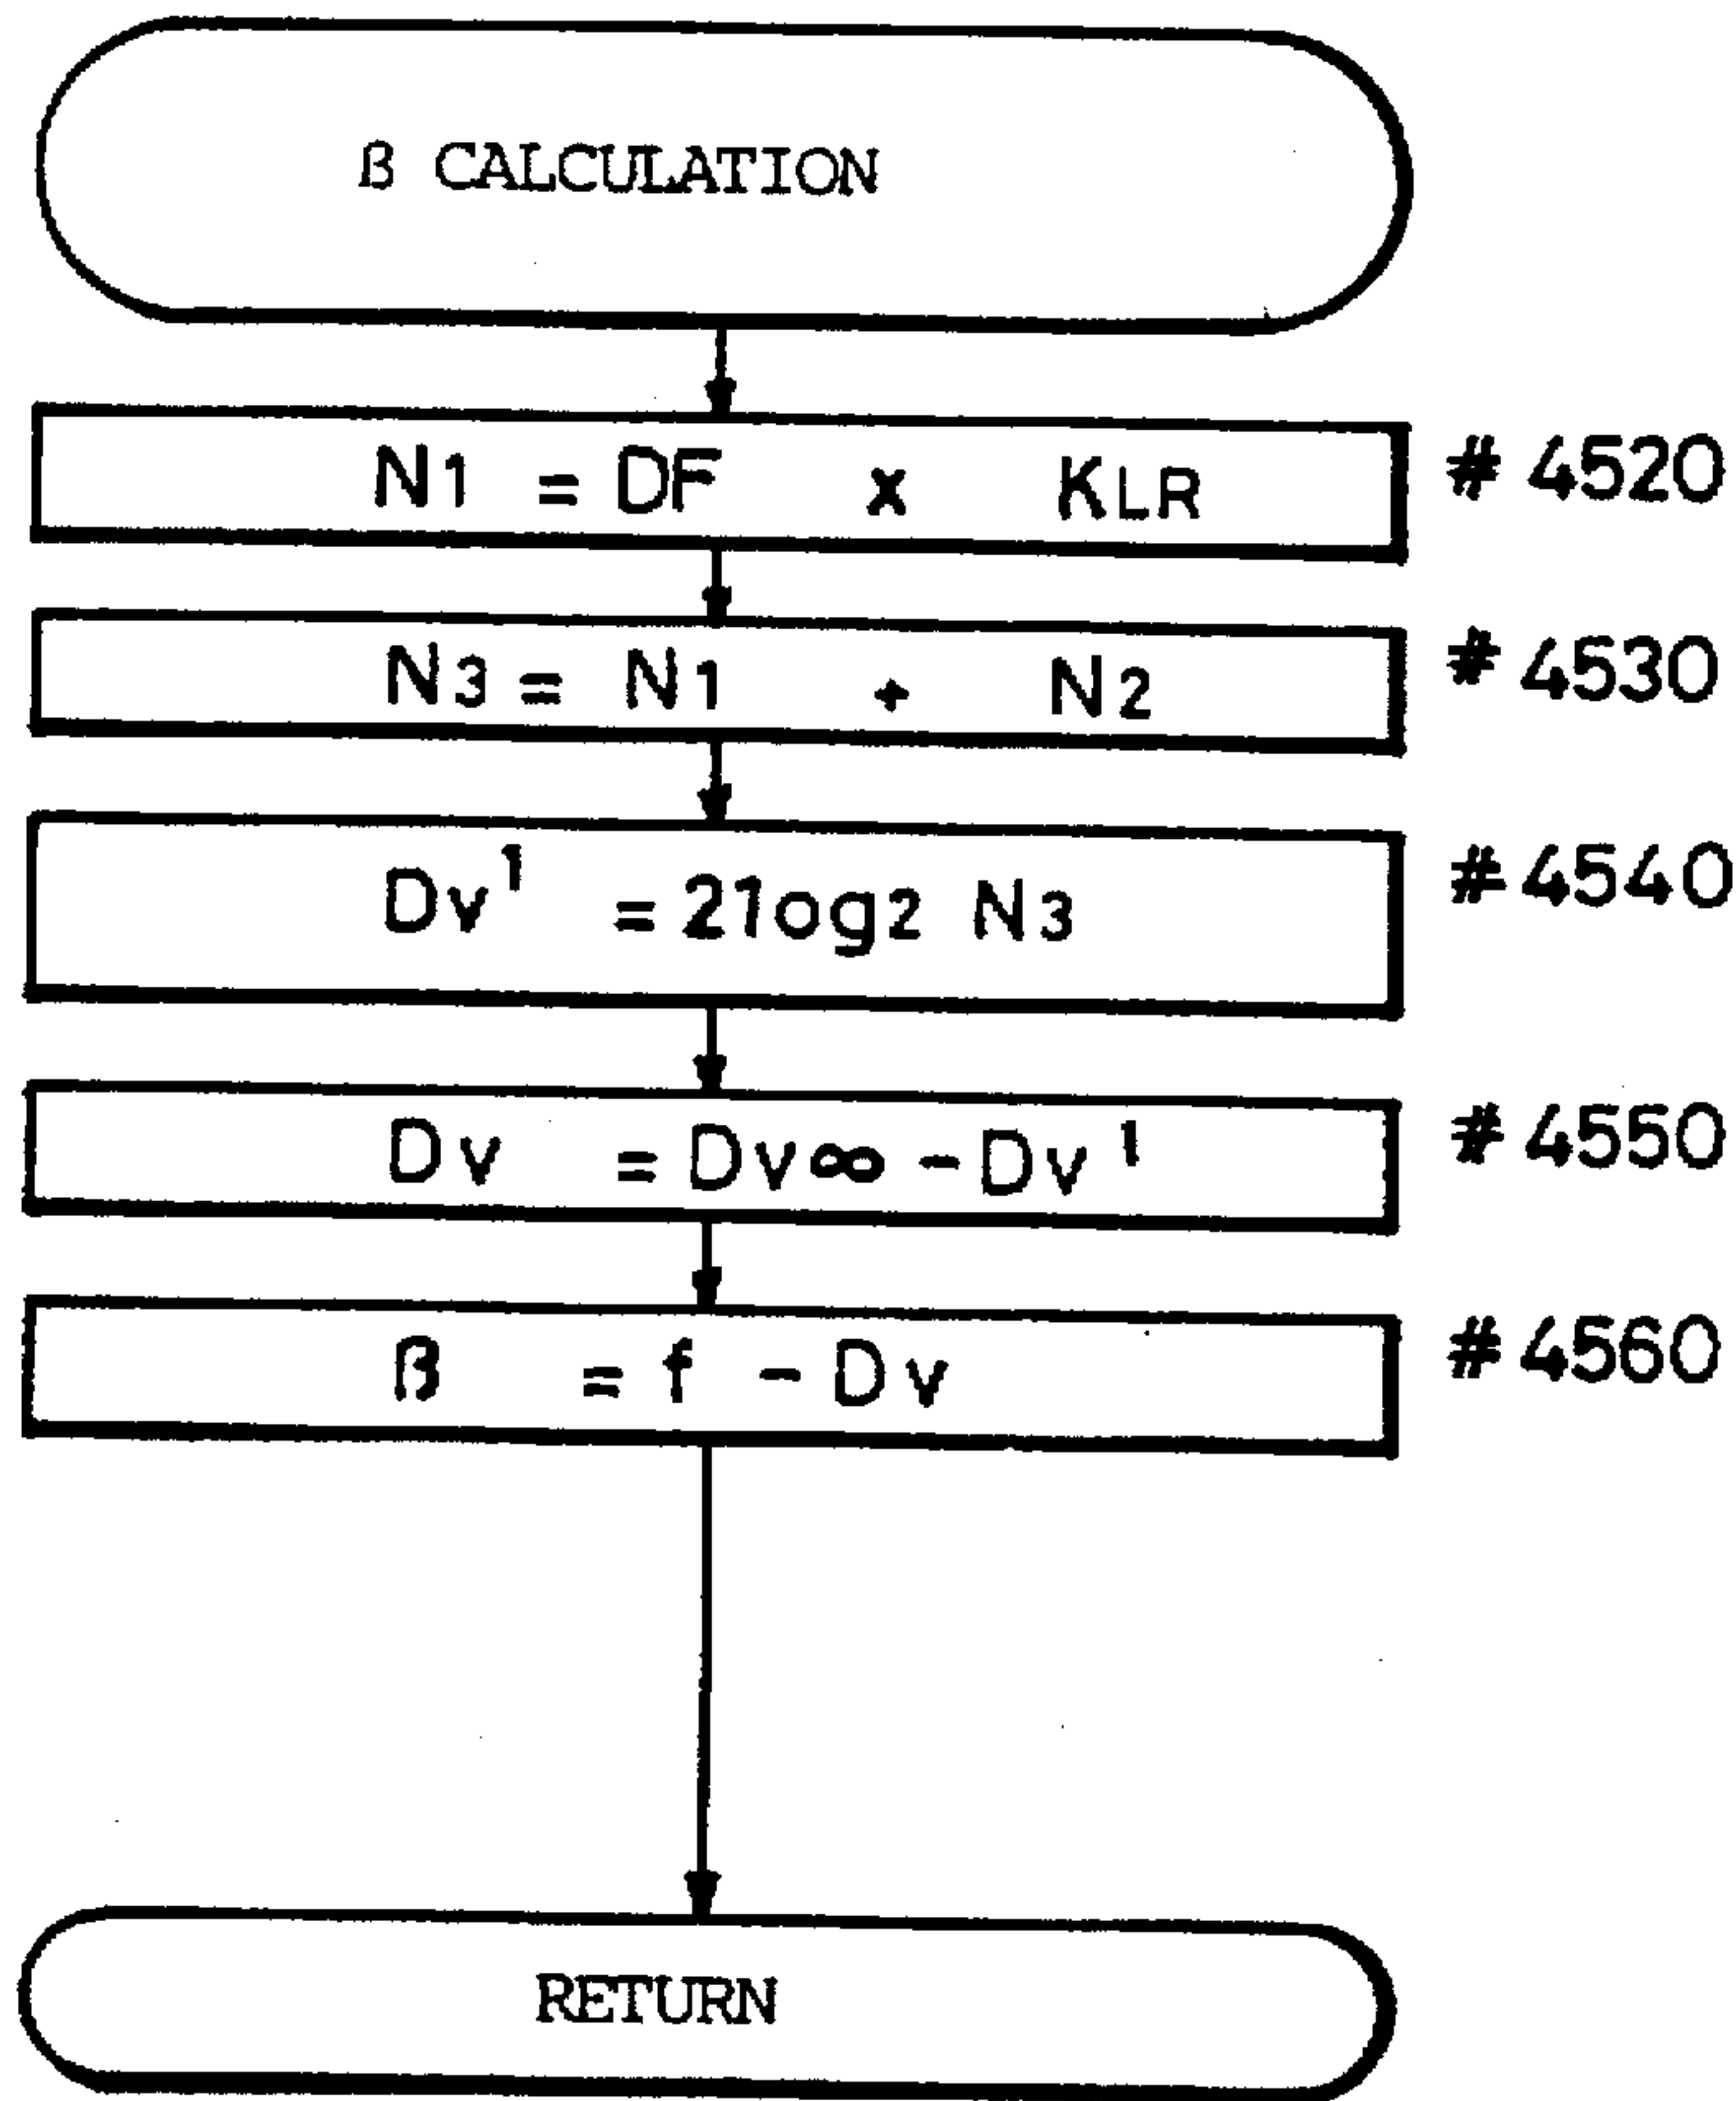 β CALCULATION
N1 = DF x KLR #4520
N3 = N1 + N2 #4530
Dv1 = 2log2 N3 #4540
Dv = Dv∞ - Dv1 #4550
β = f - Dv #4560
RETURN